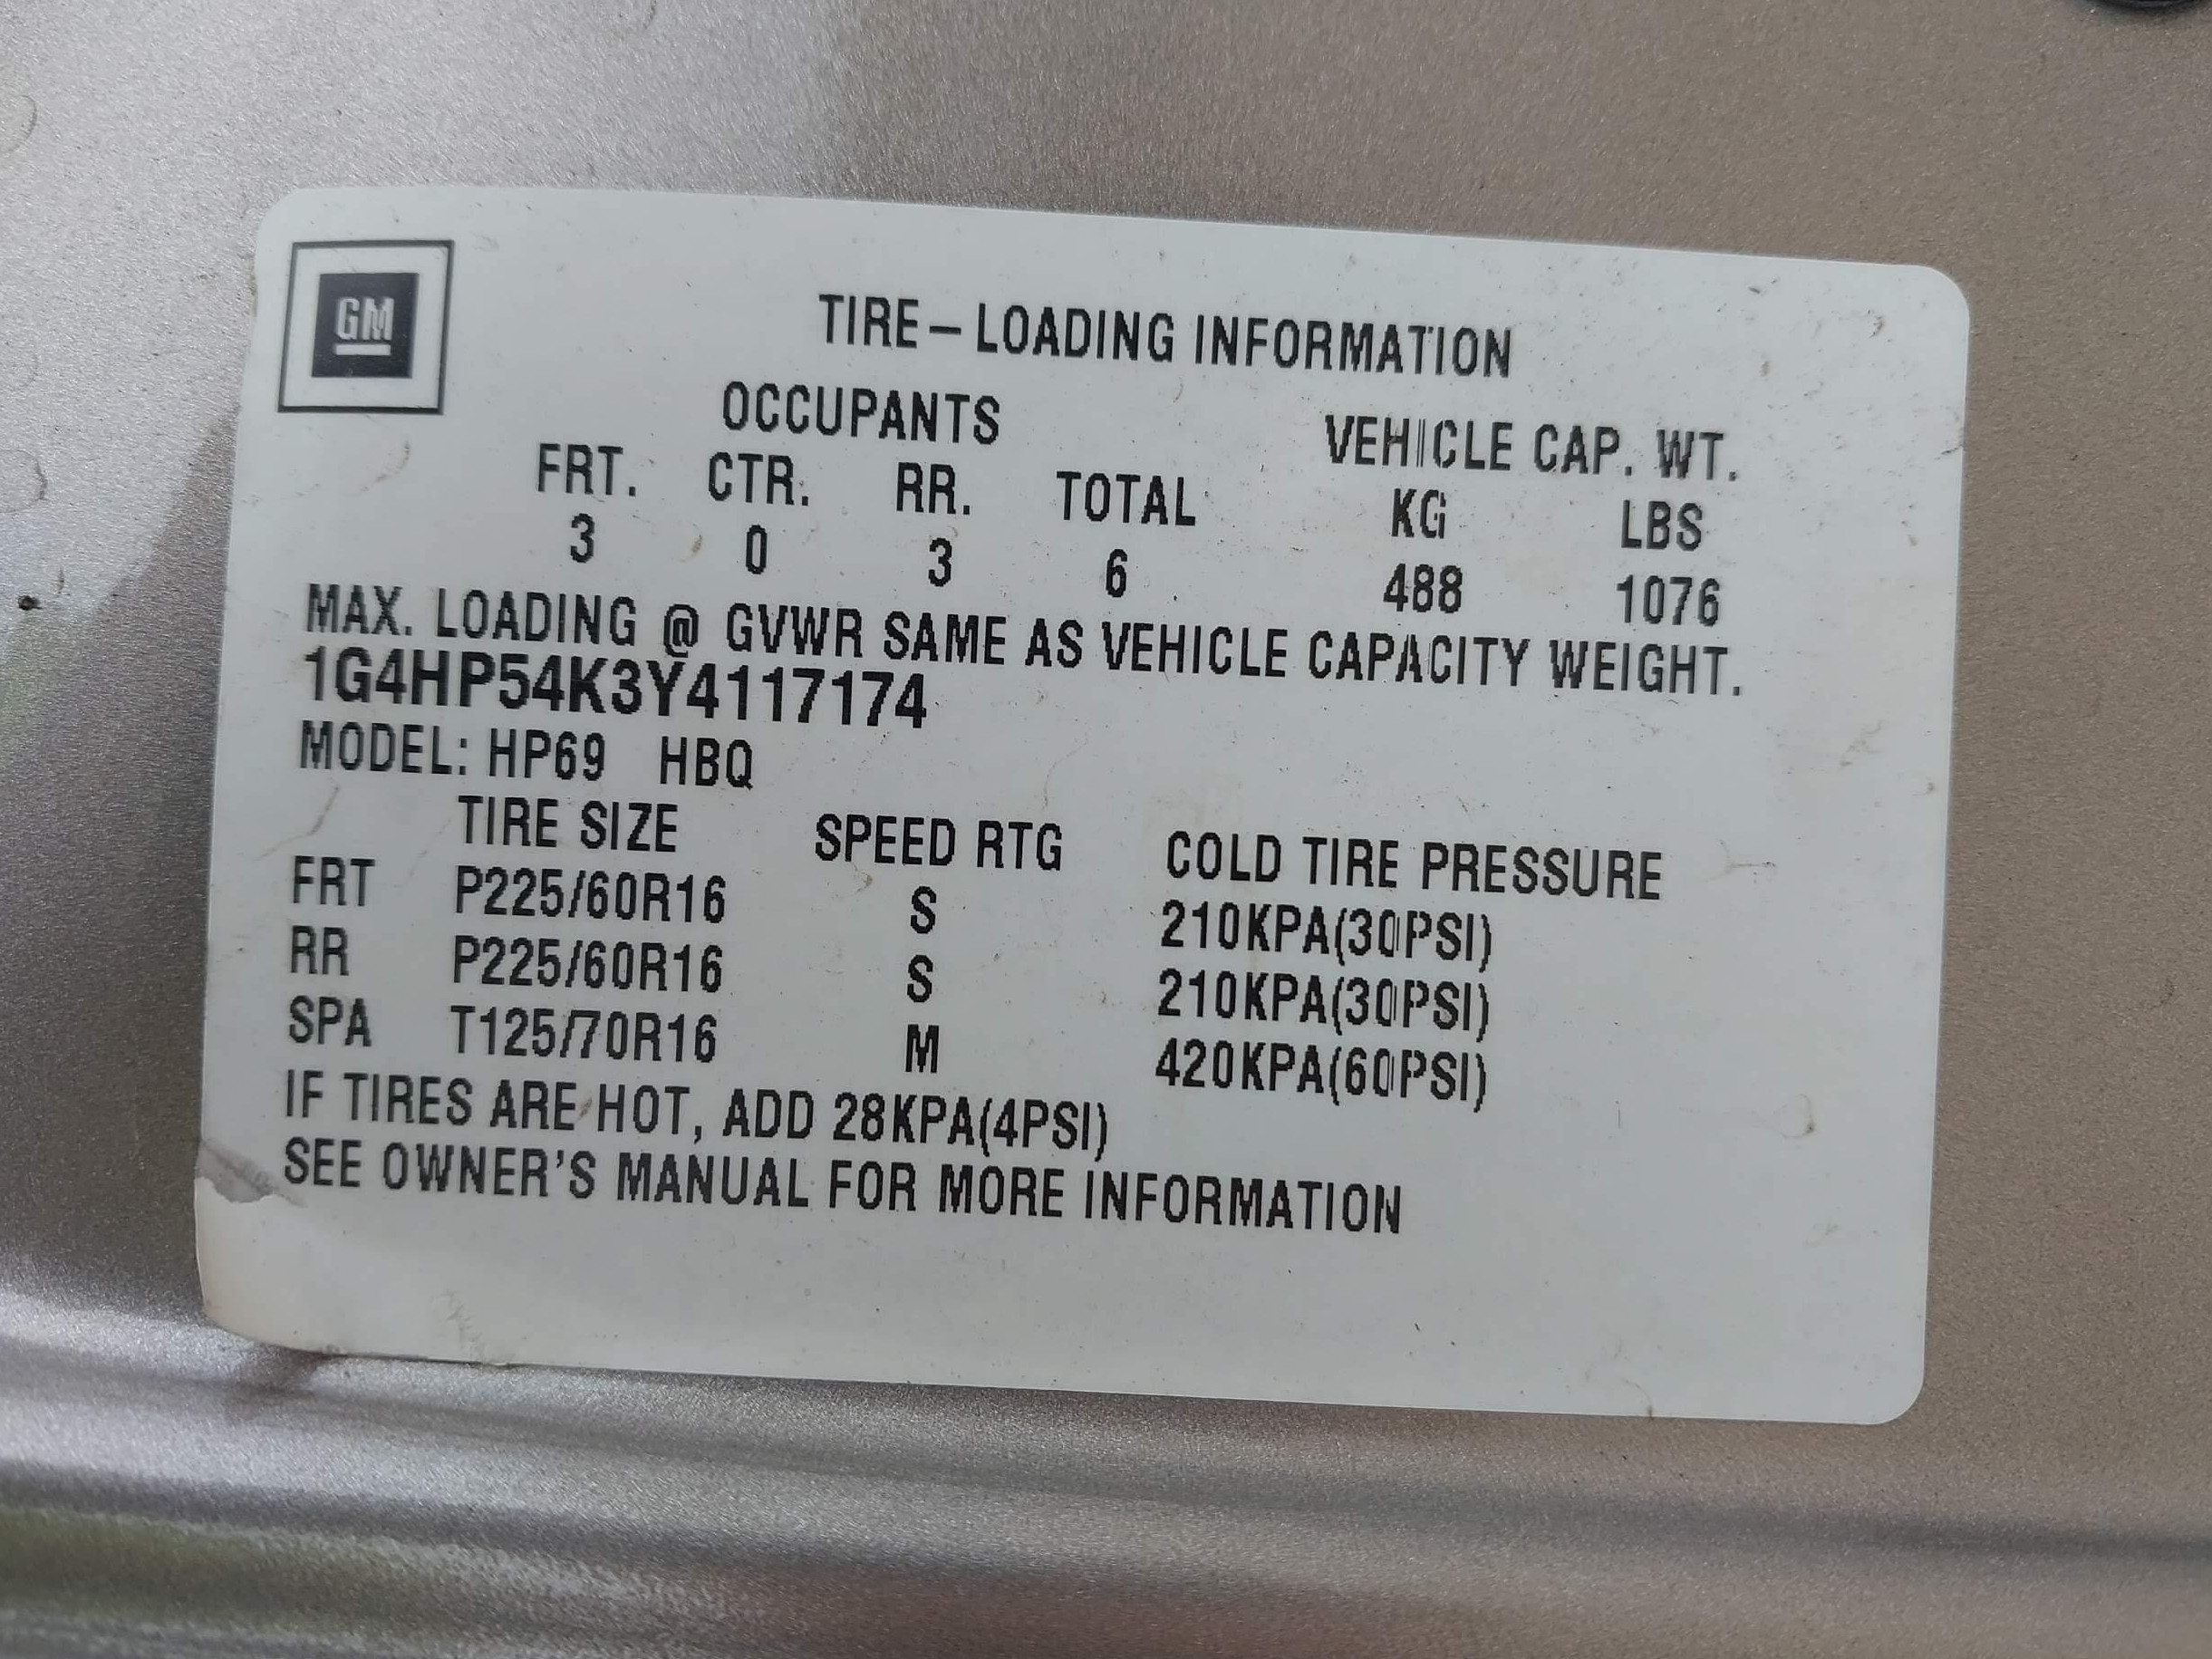 GM
TIRE–LOADING INFORMATION
OCCUPANTS VEHICLE CAP. WT.
FRT. CTR. RR. TOTAL KG LBS
3 0 3 6 488 1076
MAX. LOADING @ GVWR SAME AS VEHICLE CAPACITY WEIGHT.
1G4HP54K3Y4117174
MODEL: HP69 HBQ
TIRE SIZE SPEED RTG COLD TIRE PRESSURE
FRT P225/60R16 S 210KPA(30PSI)
RR P225/60R16 S 210KPA(30PSI)
SPA T125/70R16 M 420KPA(60PSI)
IF TIRES ARE HOT, ADD 28KPA(4PSI)
SEE OWNER'S MANUAL FOR MORE INFORMATION